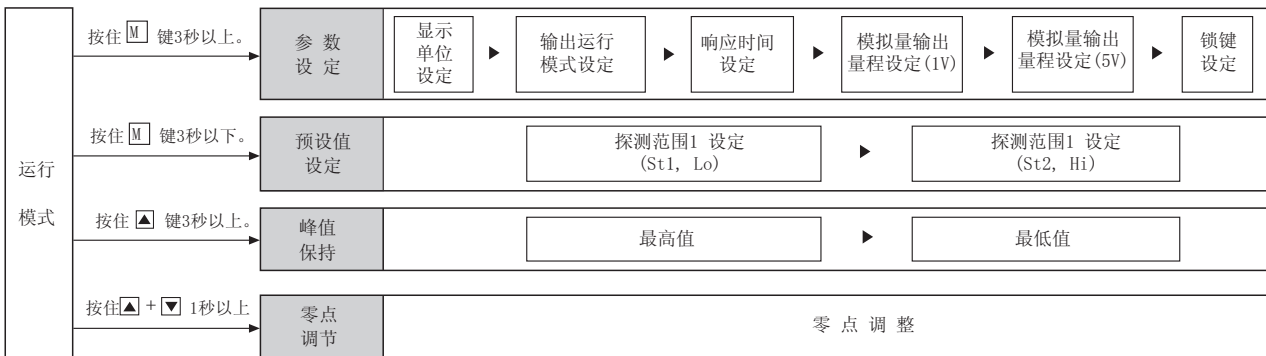 运行
模式
按住 M 键3秒以上。
参 数
设 定
显示
单位
设定
▶
输出运行
模式设定
▶
响应时间
设定
▶
模拟量输出
量程设定(1V)
▶
模拟量输出
量程设定(5V)
▶
锁键
设定
按住 M 键3秒以下。
预设值
设定
探测范围1 设定
(St1, Lo)
▶
探测范围1 设定
(St2, Hi)
按住 ▲ 键3秒以上。
峰值
保持
最高值
▶
最低值
按住▲ + ▼ 1秒以上
零点
调节
零 点 调 整